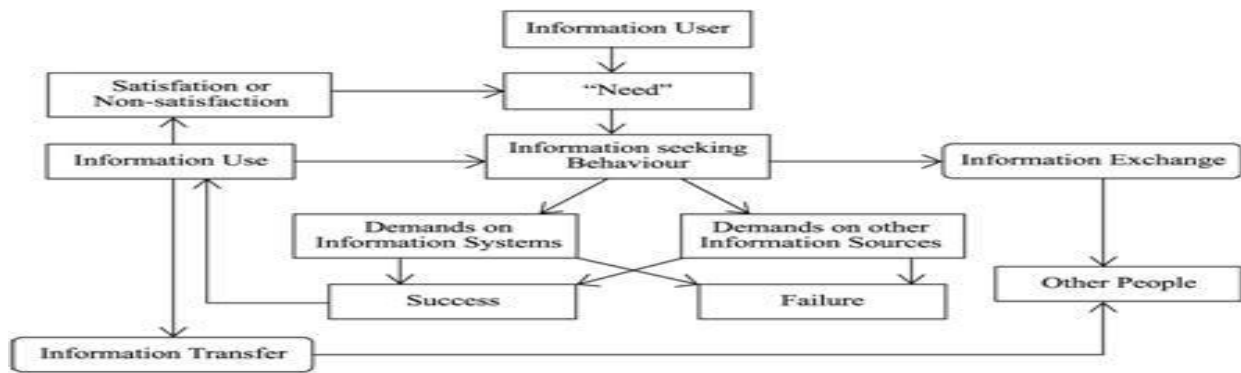 Information User
Satisfation or
Non-satisfaction
“Need”
Information Use
Information seeking
Behaviour
Information Exchange
Demands on
Information Systems
Demands on other
Information Sources
Other People
Success
Failure
Information Transfer